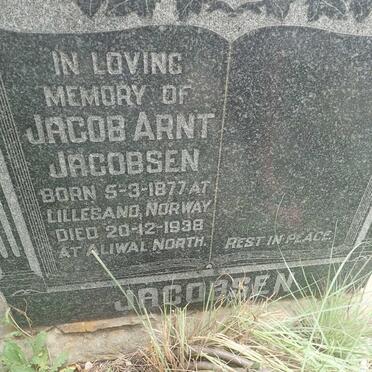 IN LOVING
MEMORY OF
JACOB ARNT
JACOBSEN
BORN 5-3-1877 AT
LILLESAND, NORWAY
DIED 20-12-1938
AT ALIWAL NORTH.
REST IN PEACE
JACOBSEN